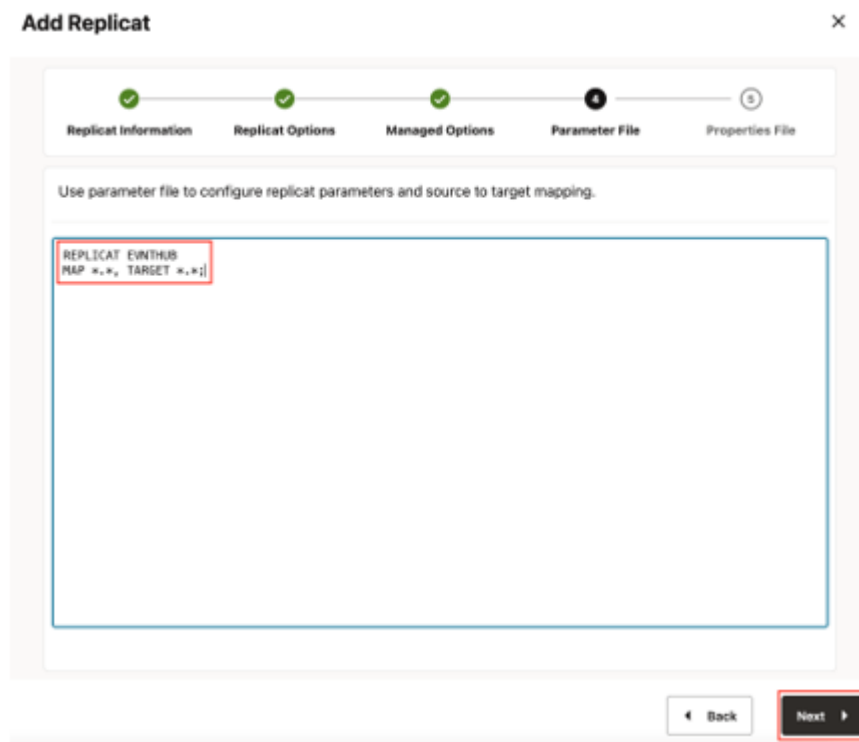 Add Replicat
4
5
Replicat Information
Replicat Options
Managed Options
Parameter File
Properties File
Use parameter file to configure replicat parameters and source to target mapping.
REPLICAT EVNTHUB
MAP *.*, TARGET *.*;
Back
Next